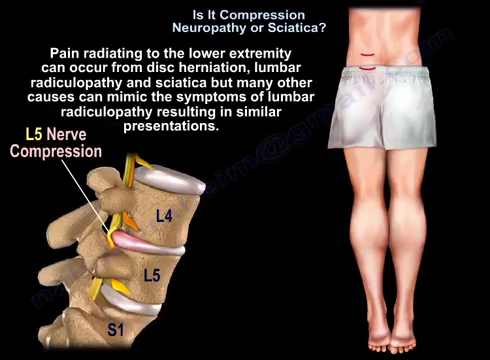 Is It Compression
Neuropathy or Sciatica?
Pain radiating to the lower extremity
can occur from disc herniation, lumbar
radiculopathy and sciatica but many other
causes can mimic the symptoms of lumbar
radiculopathy resulting in similar
presentations.
L5 Nerve
Compression
L4
L5
S1